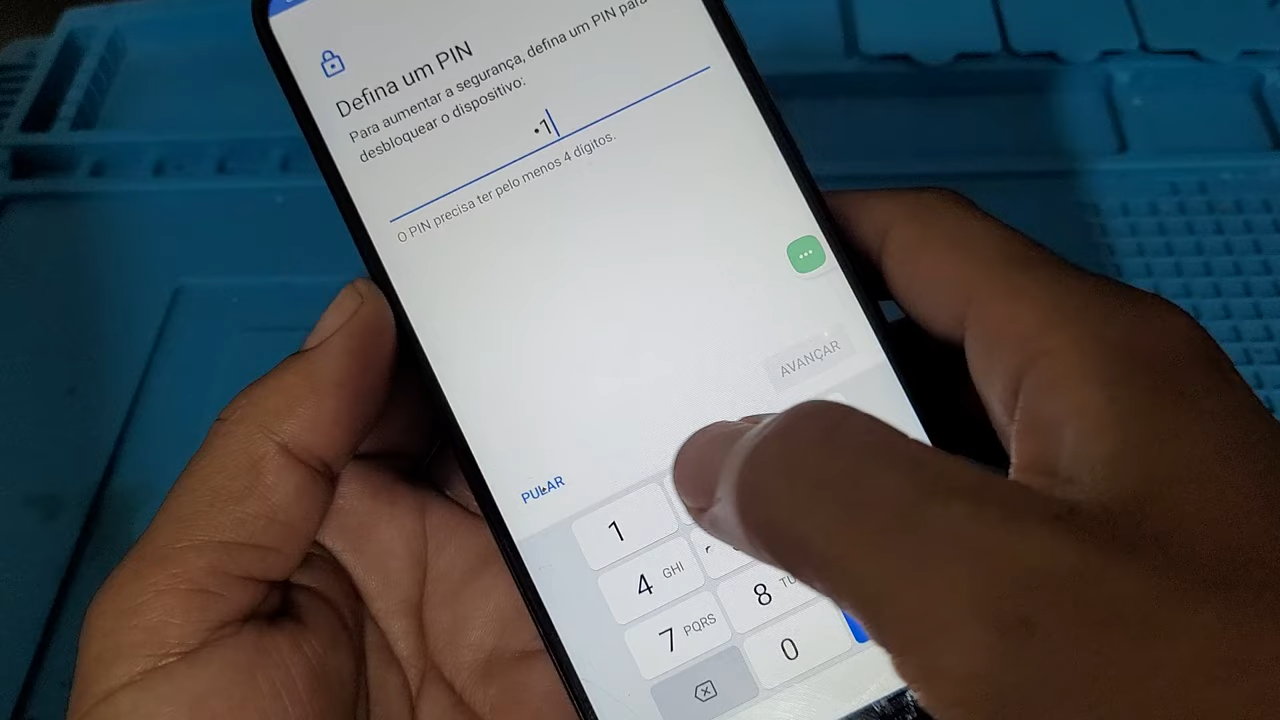 Defina um PIN
Para aumentar a segurança, defina um PIN para
desbloquear o dispositivo:
•1
O PIN precisa ter pelo menos 4 dígitos.
AVANÇAR
PULAR
1
4 GHI
7 PQRS
8 TU
0